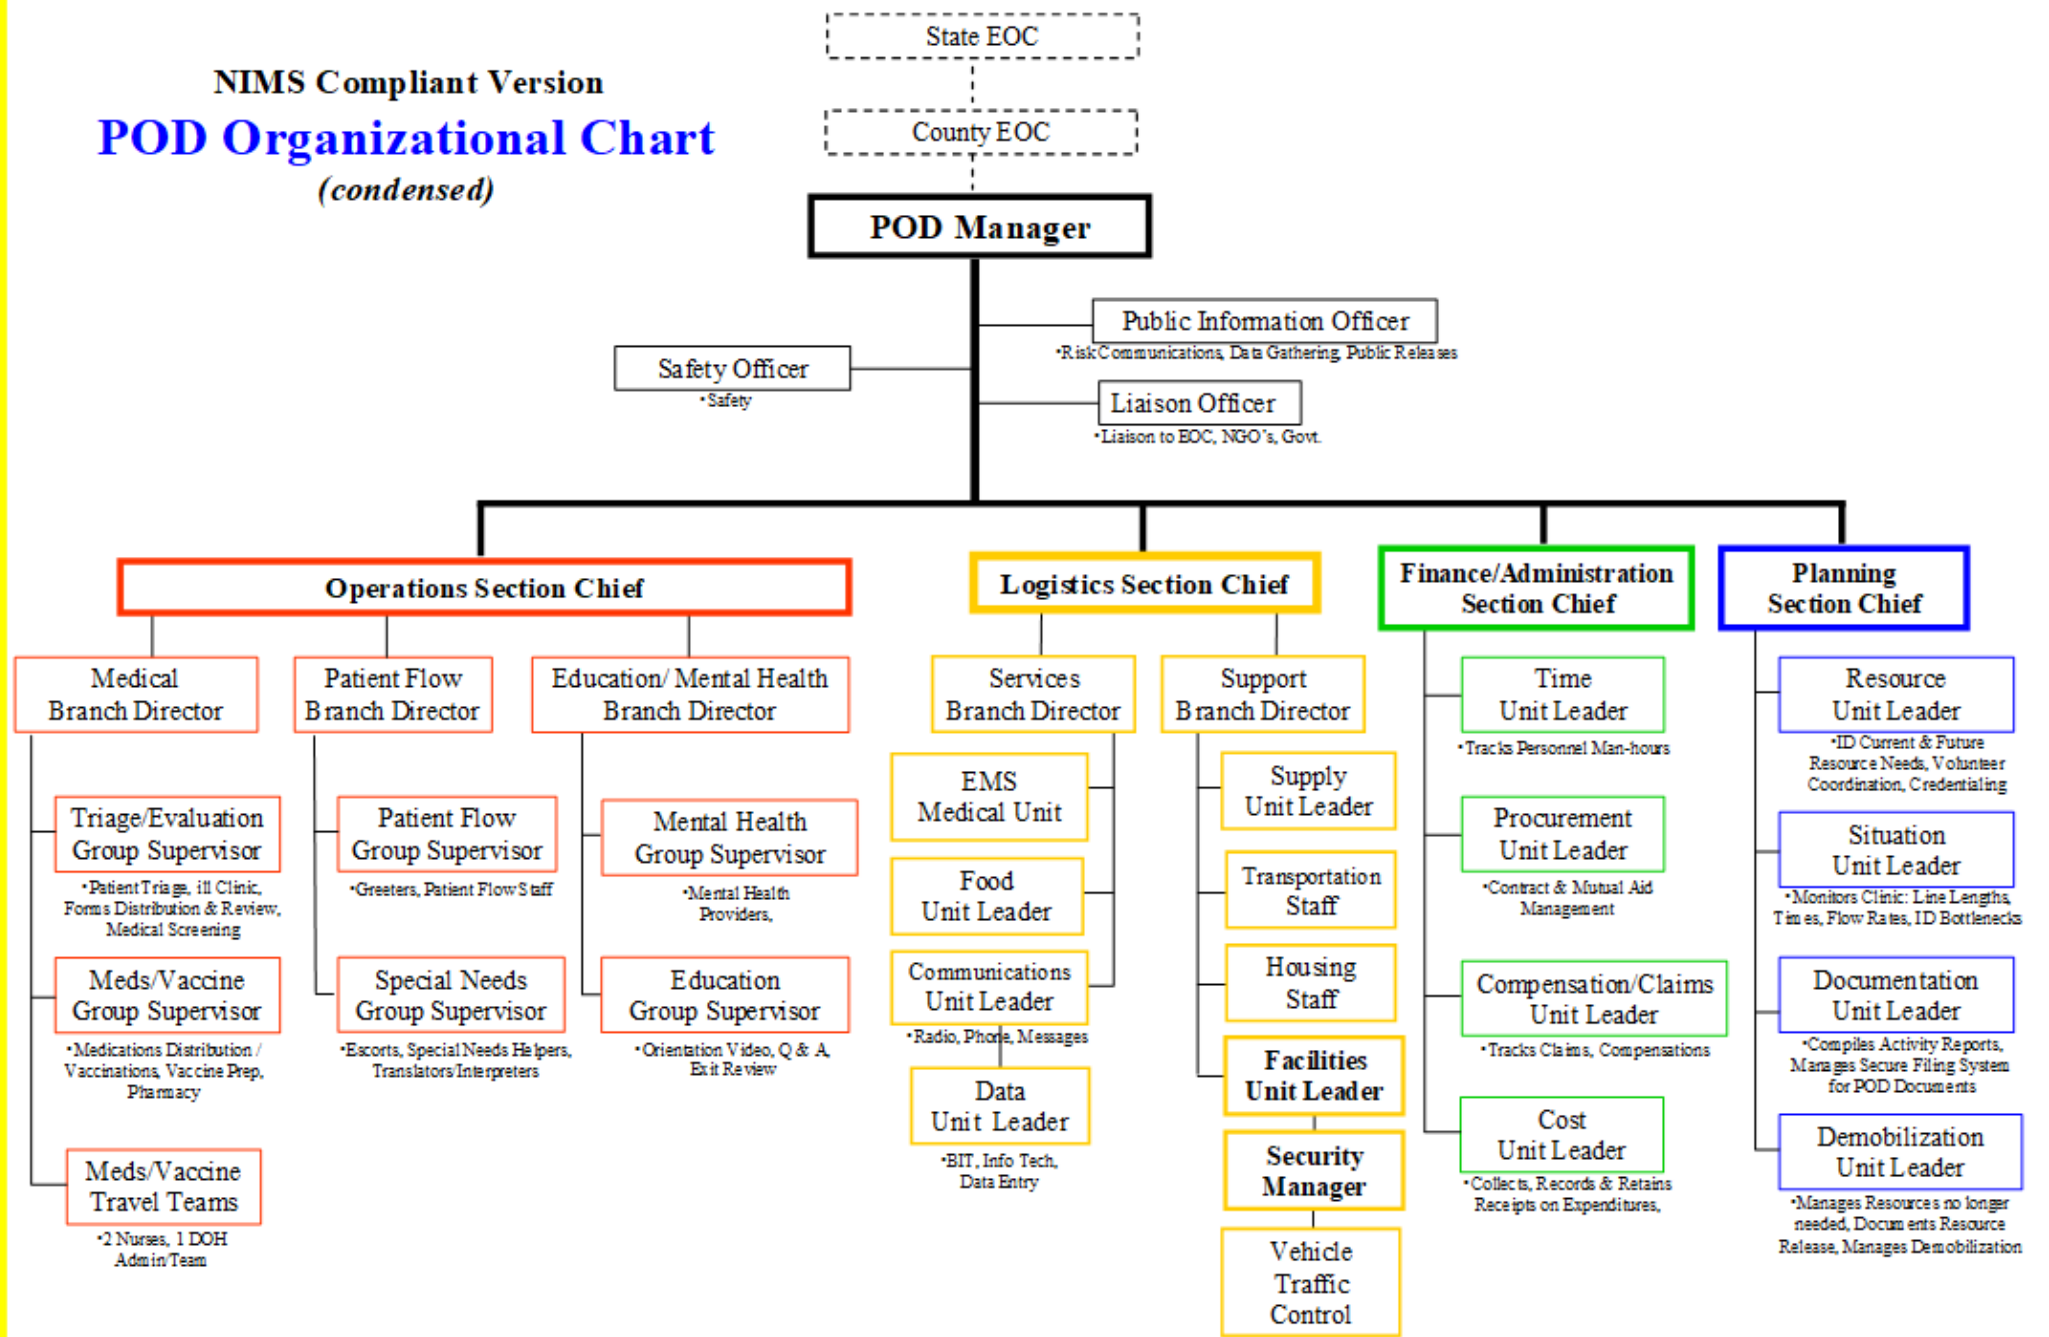 State EOC
NIMS Compliant Version
POD Organizational Chart
(condensed)
County EOC
POD Manager
Public Information Officer
•Risk Communications, Data Gathering, Public Releases
Safety Officer
•Safety
Liaison Officer
•Liaison to EOC, NGO's, Govt.
Operations Section Chief
Medical
Branch Director
Patient Flow
Branch Director
Education/ Mental Health
Branch Director
Triage/Evaluation
Group Supervisor
•Patient Triage, ill Clinic,
Forms Distribution & Review,
Medical Screening
Meds/Vaccine
Group Supervisor
•Medications Distribution /
Vaccinations, Vaccine Prep,
Pharmacy
Meds/Vaccine
Travel Teams
•2 Nurses, 1 DOH
Admin/Team
Patient Flow
Group Supervisor
•Greeters, Patient Flow Staff
Special Needs
Group Supervisor
•Escorts, Special Needs Helpers,
Translators/Interpreters
Mental Health
Group Supervisor
•Mental Health
Providers,
Education
Group Supervisor
•Orientation Video, Q & A,
Exit Review
Logistics Section Chief
Services
Branch Director
Support
Branch Director
EMS
Medical Unit
Food
Unit Leader
Communications
Unit Leader
•Radio, Phone, Messages
Data
Unit Leader
•BIT, Info Tech,
Data Entry
Supply
Unit Leader
Transportation
Staff
Housing
Staff
Facilities
Unit Leader
Security
Manager
Vehicle
Traffic
Control
Finance/Administration
Section Chief
Time
Unit Leader
•Tracks Personnel Man-hours
Procurement
Unit Leader
•Contract & Mutual Aid
Management
Compensation/Claims
Unit Leader
•Tracks Claims, Compensations
Cost
Unit Leader
•Collects, Records & Retains
Receipts on Expenditures,
Planning
Section Chief
Resource
Unit Leader
•ID Current & Future
Resource Needs, Volunteer
Coordination, Credentialing
Situation
Unit Leader
•Monitors Clinic: Line Lengths,
Times, Flow Rates, ID Bottlenecks
Documentation
Unit Leader
•Compiles Activity Reports,
Manages Secure Filing System
for POD Documents
Demobilization
Unit Leader
•Manages Resources no longer
needed, Documents Resource
Release, Manages Demobilization